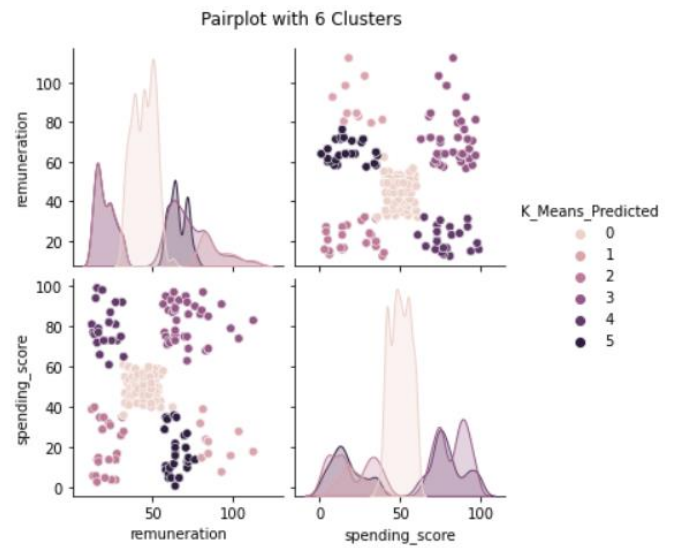 Pairplot with 6 Clusters
100
80
60
40
20
remuneration
K_Means_Predicted
0
1
2
3
4
5
100
80
60
40
20
0
spending_score
50 100
remuneration
0 50 100
spending_score